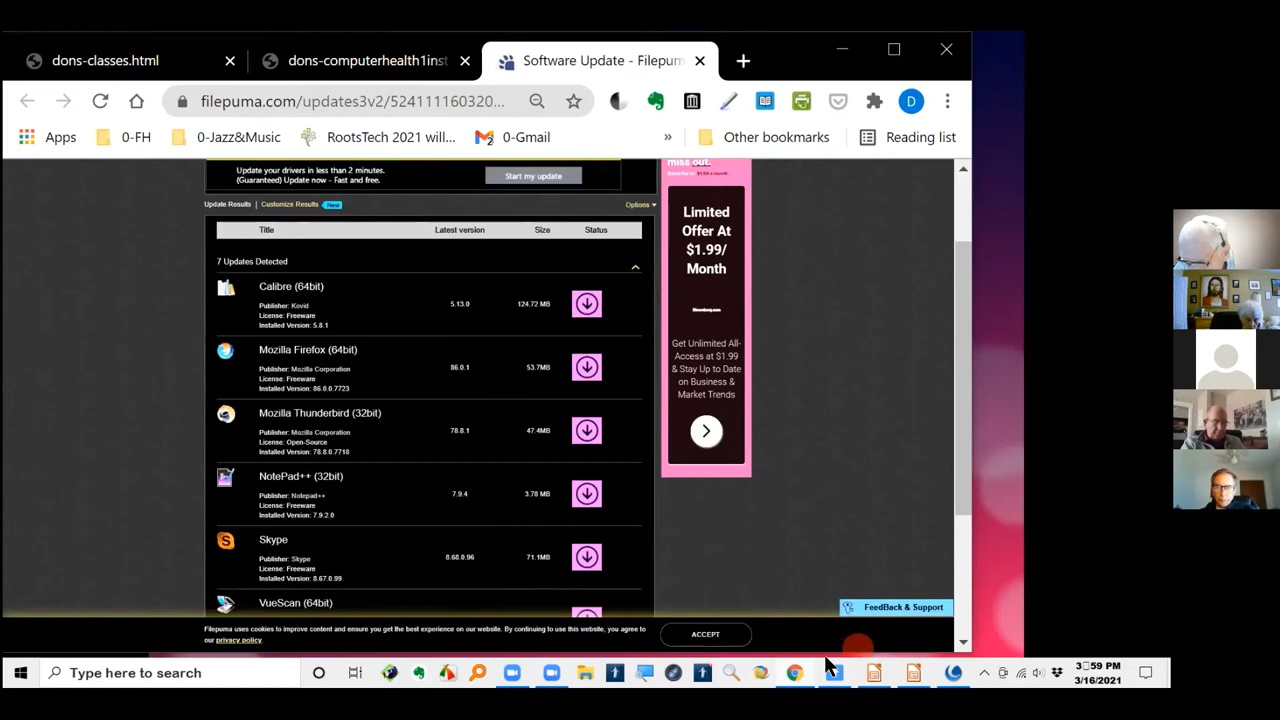 dons-classes.html
dons-computerhealth1inst
Software Update - Filepum
filepuma.com/updates3v2/524111160320...
D
Apps
0-FH
0-Jazz&Music
RootsTech 2021 will...
0-Gmail
»
Other bookmarks
Reading list
Update your drivers in less than 2 minutes.
(Guaranteed) Update now - Fast and free.
Start my update
miss out.
Subscribe for $1.99 a month
Update Results | Customize Results New
Options
Title Latest version Size Status
7 Updates Detected
Calibre (64bit)
Publisher: Kovid
License: Freeware
Installed Version: 5.8.1
5.13.0 124.72 MB
Mozilla Firefox (64bit)
Publisher: Mozilla Corporation
License: Freeware
Installed Version: 86.0.0.7723
86.0.1 53.7MB
Mozilla Thunderbird (32bit)
Publisher: Mozilla Corporation
License: Open-Source
Installed Version: 78.8.0.7718
78.8.1 47.4MB
NotePad++ (32bit)
Publisher: Notepad++
License: Freeware
Installed Version: 7.9.2.0
7.9.4 3.78 MB
Skype
Publisher: Skype
License: Freeware
Installed Version: 8.67.0.99
8.68.0.96 71.1MB
VueScan (64bit)
Limited
Offer At
$1.99/
Month
Bloomberg.com
Get Unlimited All-
Access at $1.99
& Stay Up to Date
on Business &
Market Trends
FeedBack & Support
Filepuma uses cookies to improve content and ensure you get the best experience on our website. By continuing to use this website, you agree to
our privacy policy.
ACCEPT
Type here to search
3:59 PM
3/16/2021